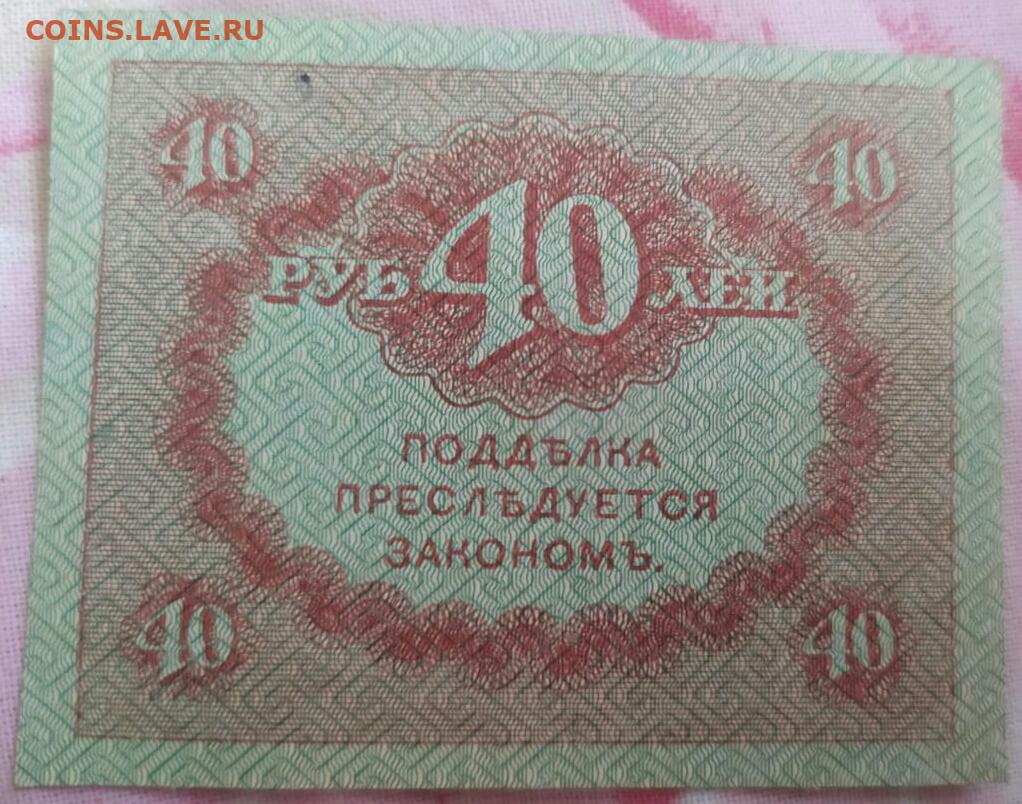 COINS.LAVE.RU
40 40
РУБ 40 ЛЕЙ
ПОДДѢЛКА
ПРЕСЛѢДУЕТСЯ
ЗАКОНОМЪ.
40 40